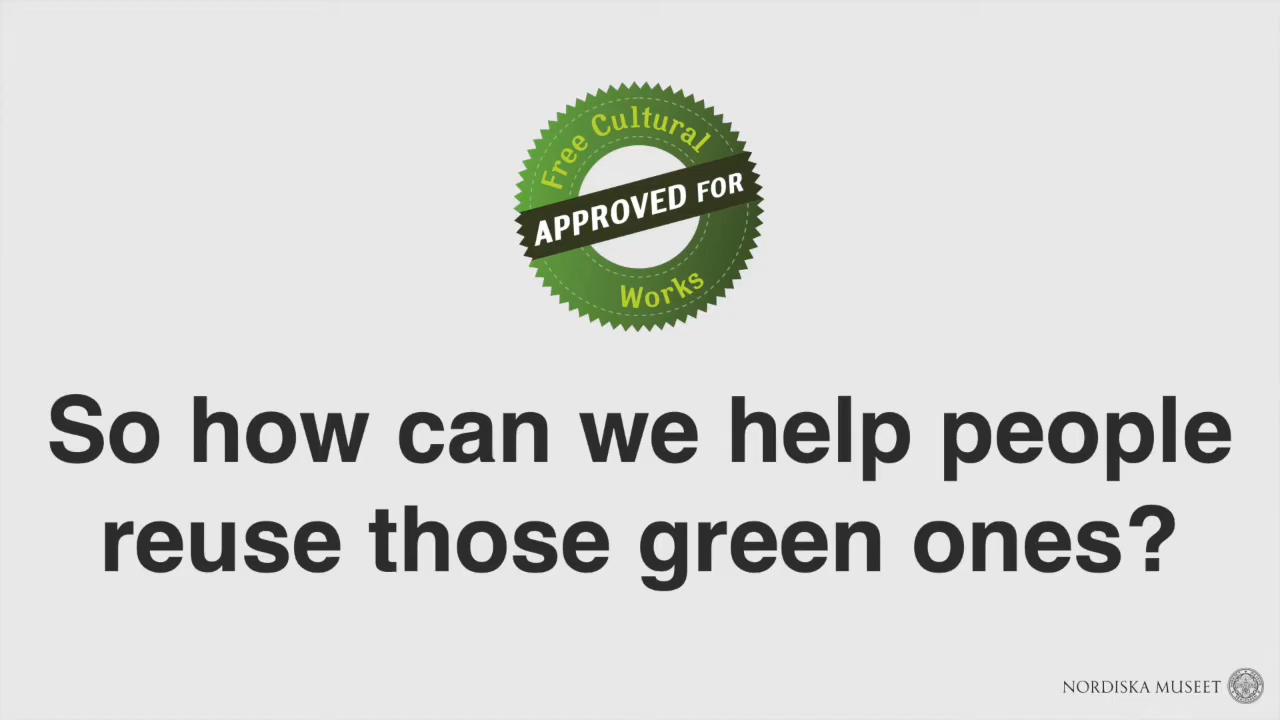 Free Cultural
APPROVED FOR
Works
So how can we help people
reuse those green ones?
NORDISKA MUSEET